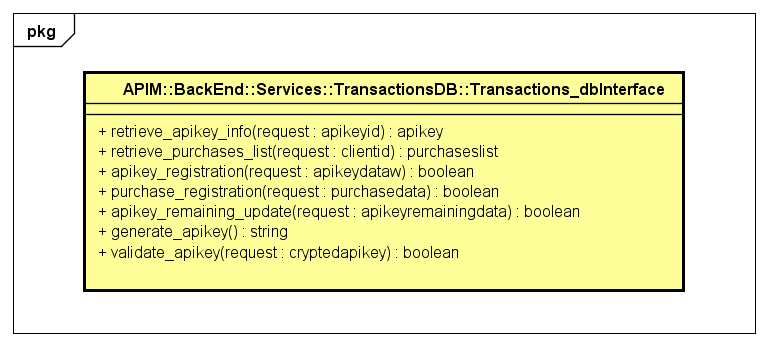 pkg
APIM::BackEnd::Services::TransactionsDB::Transactions_dbInterface
+ retrieve_apikey_info(request : apikeyid) : apikey
+ retrieve_purchases_list(request : clientid) : purchaseslist
+ apikey_registration(request : apikeydataw) : boolean
+ purchase_registration(request : purchasedata) : boolean
+ apikey_remaining_update(request : apikeyremainingdata) : boolean
+ generate_apikey() : string
+ validate_apikey(request : cryptedapikey) : boolean